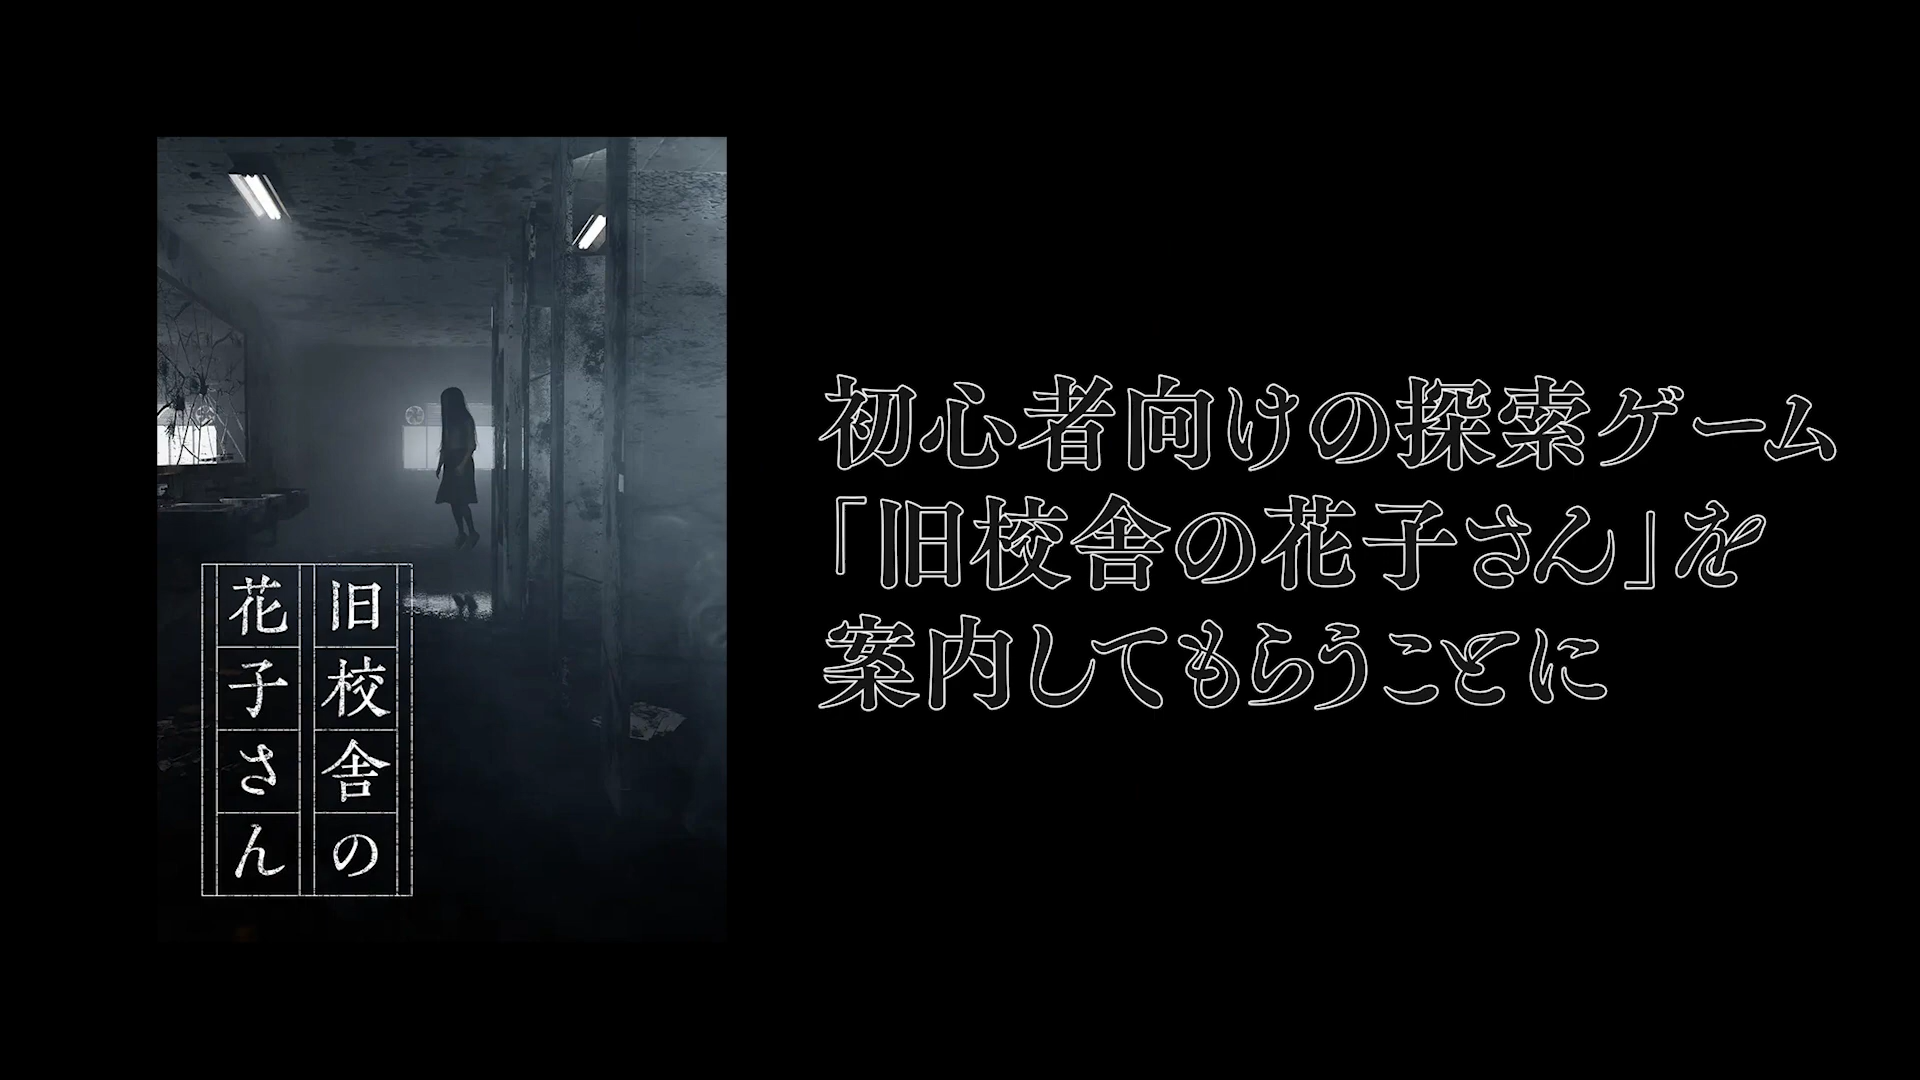 旧校舎の
花子さん
初心者向けの探索ゲーム
「旧校舎の花子さん」を
案内してもらうことに